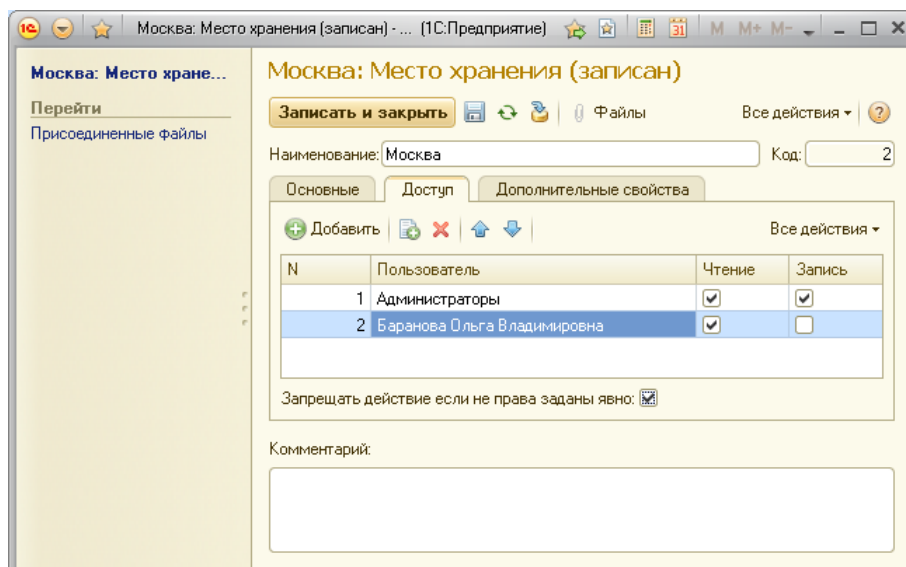 Москва: Место хранения (записан) - ... (1С:Предприятие) 31 M M+ M-
Москва: Место хране...
Перейти
Присоединенные файлы
Москва: Место хранения (записан)
Записать и закрыть Файлы Все действия ?
Наименование: Москва Код: 2
Основные Доступ Дополнительные свойства
Добавить Все действия
N Пользователь Чтение Запись
1 Администраторы
2 Баранова Ольга Владимировна
Запрещать действие если не права заданы явно:
Комментарий: